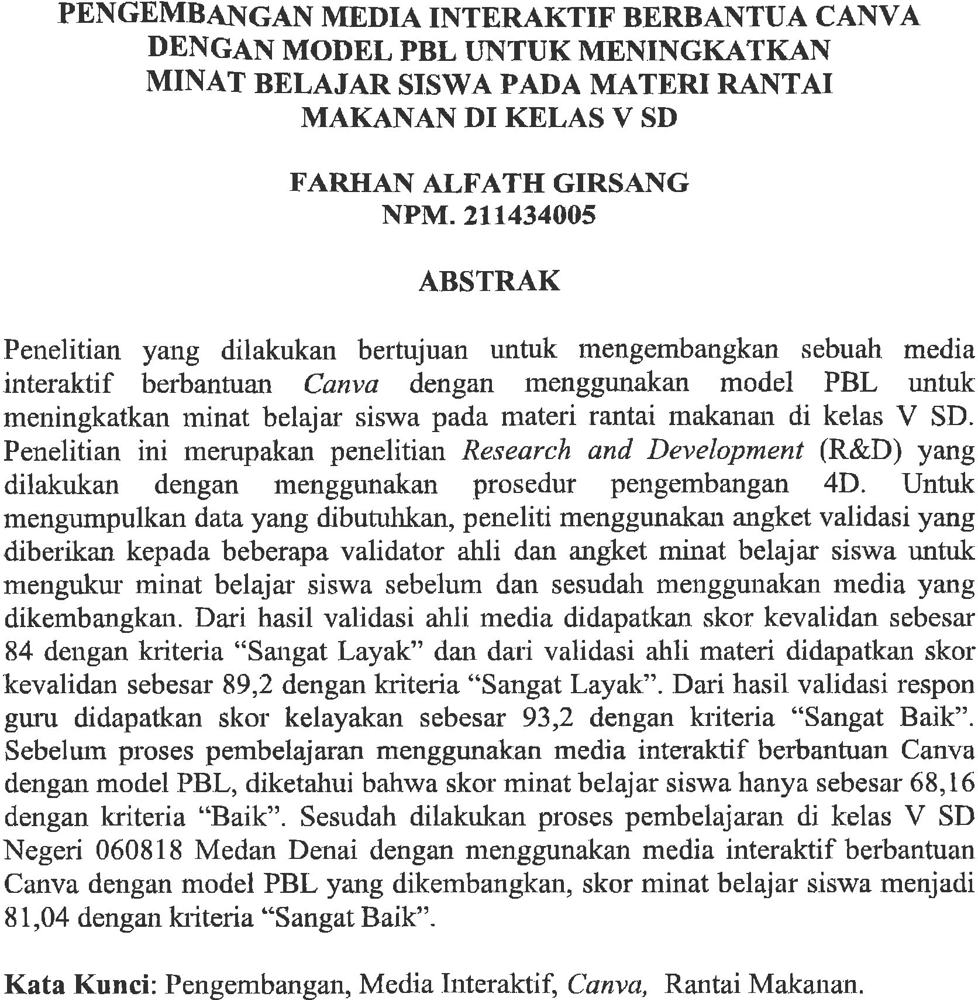 PENGEMBANGAN MEDIA INTERAKTIF BERBANTUA CANVA
DENGAN MODEL PBL UNTUK MENINGKATKAN
MINAT BELAJAR SISWA PADA MATERI RANTAI
MAKANAN DI KELAS V SD
FARHAN ALFATH GIRSANG
NPM. 211434005
ABSTRAK
Penelitian yang dilakukan bertujuan untuk mengembangkan sebuah media
interaktif berbantuan Canva dengan menggunakan model PBL untuk
meningkatkan minat belajar siswa pada materi rantai makanan di kelas V SD.
Penelitian ini merupakan penelitian Research and Development (R&D) yang
dilakukan dengan menggunakan prosedur pengembangan 4D. Untuk
mengumpulkan data yang dibutuhkan, peneliti menggunakan angket validasi yang
diberikan kepada beberapa validator ahli dan angket minat belajar siswa untuk
mengukur minat belajar siswa sebelum dan sesudah menggunakan media yang
dikembangkan. Dari hasil validasi ahli media didapatkan skor kevalidan sebesar
84 dengan kriteria “Sangat Layak” dan dari validasi ahli materi didapatkan skor
kevalidan sebesar 89,2 dengan kriteria “Sangat Layak”. Dari hasil validasi respon
guru didapatkan skor kelayakan sebesar 93,2 dengan kriteria “Sangat Baik”.
Sebelum proses pembelajaran menggunakan media interaktif berbantuan Canva
dengan model PBL, diketahui bahwa skor minat belajar siswa hanya sebesar 68,16
dengan kriteria “Baik”. Sesudah dilakukan proses pembelajaran di kelas V SD
Negeri 060818 Medan Denai dengan menggunakan media interaktif berbantuan
Canva dengan model PBL yang dikembangkan, skor minat belajar siswa menjadi
81,04 dengan kriteria “Sangat Baik”.
Kata Kunci: Pengembangan, Media Interaktif, Canva, Rantai Makanan.